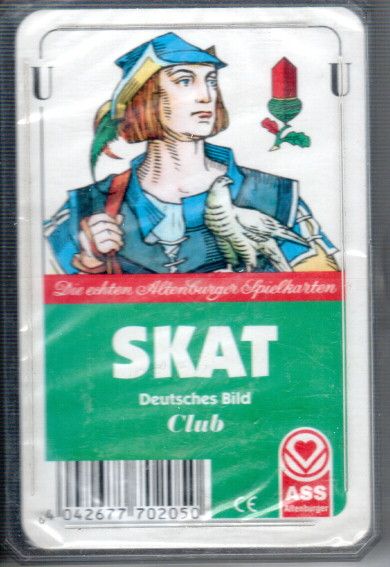 U U
Die echten Altenburger Spielkarten
SKAT
Deutsches Bild
Club
ASS
Altenburger
4 042677 702050
CE